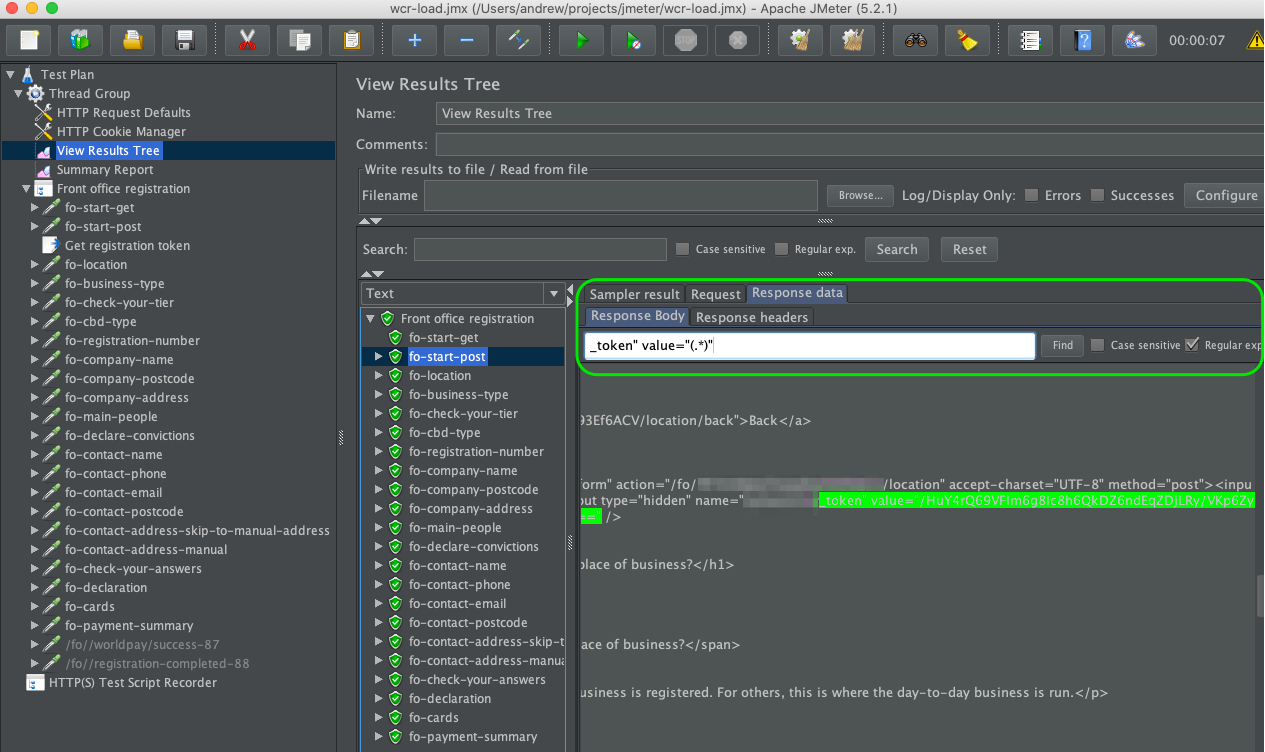 wcr-load.jmx (/Users/andrew/projects/jmeter/wcr-load.jmx) - Apache JMeter (5.2.1)
STOP
00:00:07
Test Plan
Thread Group
HTTP Request Defaults
HTTP Cookie Manager
View Results Tree
Summary Report
Front office registration
fo-start-get
fo-start-post
Get registration token
fo-location
fo-business-type
fo-check-your-tier
fo-cbd-type
fo-registration-number
fo-company-name
fo-company-postcode
fo-company-address
fo-main-people
fo-declare-convictions
fo-contact-name
fo-contact-phone
fo-contact-email
fo-contact-postcode
fo-contact-address-skip-to-manual-address
fo-contact-address-manual
fo-check-your-answers
fo-declaration
fo-cards
fo-payment-summary
/fo//worldpay/success-87
/fo//registration-completed-88
HTTP(S) Test Script Recorder
View Results Tree
Name: View Results Tree
Comments:
Write results to file / Read from file
Filename Browse... Log/Display Only: Errors Successes Configure
Search: Case sensitive Regular exp. Search Reset
Text
Front office registration
fo-start-get
fo-start-post
fo-location
fo-business-type
fo-check-your-tier
fo-cbd-type
fo-registration-number
fo-company-name
fo-company-postcode
fo-company-address
fo-main-people
fo-declare-convictions
fo-contact-name
fo-contact-phone
fo-contact-email
fo-contact-postcode
fo-contact-address-skip-t
fo-contact-address-manua
fo-check-your-answers
fo-declaration
fo-cards
fo-payment-summary
Sampler result Request Response data
Response Body Response headers
_token" value="(.*)" Find Case sensitive Regular exp
93Ef6ACV/location/back">Back</a>
form" action="/fo/ /location" accept-charset="UTF-8" method="post"><input
put type="hidden" name=" _token" value="/HuY4rQ69VFlm6g8lc8h6QkDZ6ndEqZDJLRy/VKp6Zy
==" />
place of business?</h1>
ace of business?</span>
usiness is registered. For others, this is where the day-to-day business is run.</p>